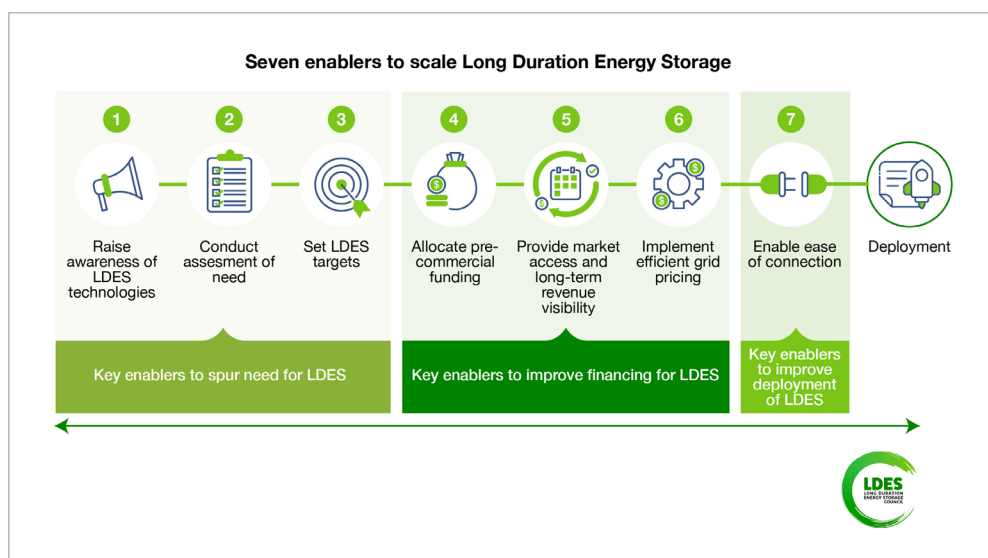 Seven enablers to scale Long Duration Energy Storage
1
2
3
4
5
6
7
Raise
awareness of
LDES
technologies
Conduct
assesment of
need
Set LDES
targets
Allocate pre-
commercial
funding
Provide market
access and
long-term
revenue
visibility
Implement
efficient grid
pricing
Enable ease
of connection
Deployment
Key enablers to spur need for LDES
Key enablers to improve financing for LDES
Key enablers
to improve
deployment
of LDES
LDES
LONG DURATION
ENERGY STORAGE
COUNCIL